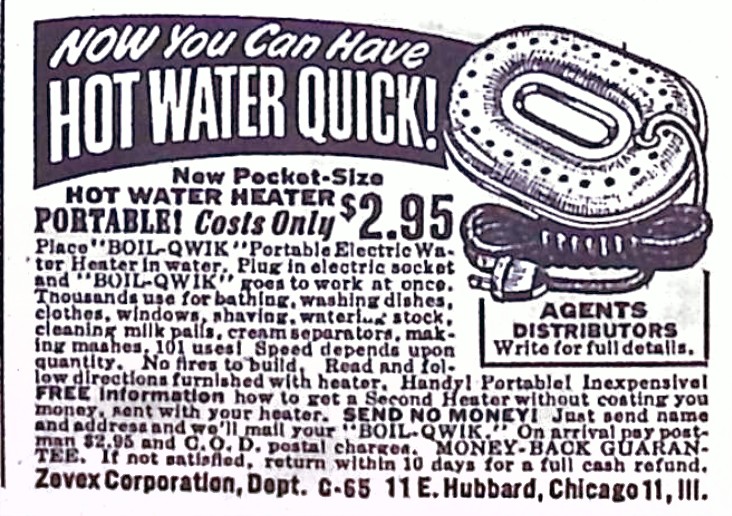 NOW You Can Have
HOT WATER QUICK!
New Pocket-Size
HOT WATER HEATER
PORTABLE! Costs Only $2.95
Place "BOIL-QWIK" Portable Electric Wa-
ter Heater in water. Plug in electric socket
and "BOIL-QWIK" goes to work at once.
Thousands use for bathing, washing dishes,
clothes, windows, shaving, watering stock,
cleaning milk pails, cream separators, mak-
ing mashes, 101 uses! Speed depends upon
quantity. No fires to build. Read and fol-
low directions furnished with heater. Handy! Portable! Inexpensive!
FREE Information how to get a Second Heater without costing you
money, sent with your heater. SEND NO MONEY! Just send name
and address and we'll mail your "BOIL-QWIK." On arrival pay post-
man $2.95 and C.O.D. postal charges. MONEY-BACK GUARAN-
TEE. If not satisfied, return within 10 days for a full cash refund.
Zevex Corporation, Dept. C-65 11 E. Hubbard, Chicago 11, Ill.
AGENTS
DISTRIBUTORS
Write for full details.